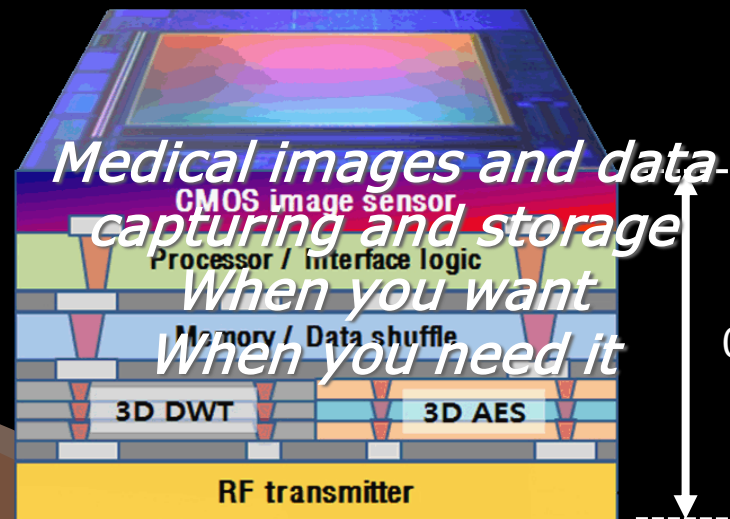 Medical images and data
CMOS image sensor
capturing and storage
Processor / Interface logic
When you want
Memory / Data shuffle
When you need it
3D DWT
3D AES
RF transmitter